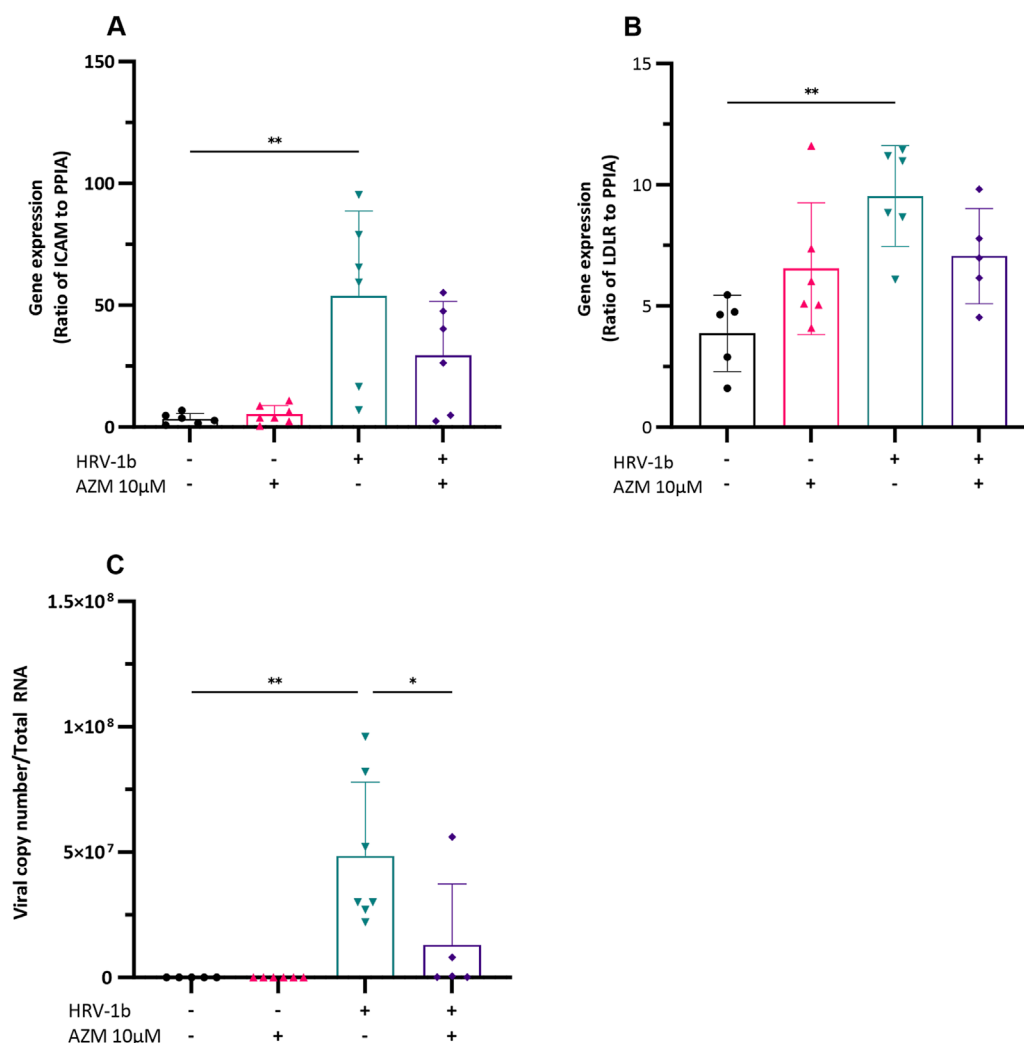 A
Gene expression
(Ratio of ICAM to PPIA)
150
100
50
0
**
HRV-1b - - + +
AZM 10µM - + - +
B
Gene expression
(Ratio of LDLR to PPIA)
15
10
5
0
**
HRV-1b - - + +
AZM 10µM - + - +
C
Viral copy number/Total RNA
1.5×10⁸
1×10⁸
5×10⁷
0
** *
HRV-1b - - + +
AZM 10µM - + - +